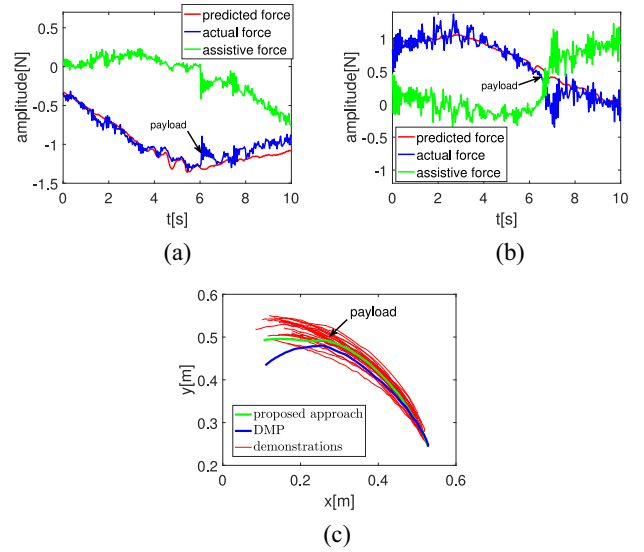 predicted force
actual force
assistive force
amplitude[N]
0.5
0
-0.5
-1
-1.5
payload
0 2 4 6 8 10
t[s]
(a)
amplitude[N]
1
0.5
0
-0.5
-1
payload
predicted force
actual force
assistive force
0 2 4 6 8 10
t[s]
(b)
y[m]
0.6
0.5
0.4
0.3
0.2
payload
proposed approach
DMP
demonstrations
0 0.2 0.4 0.6
x[m]
(c)